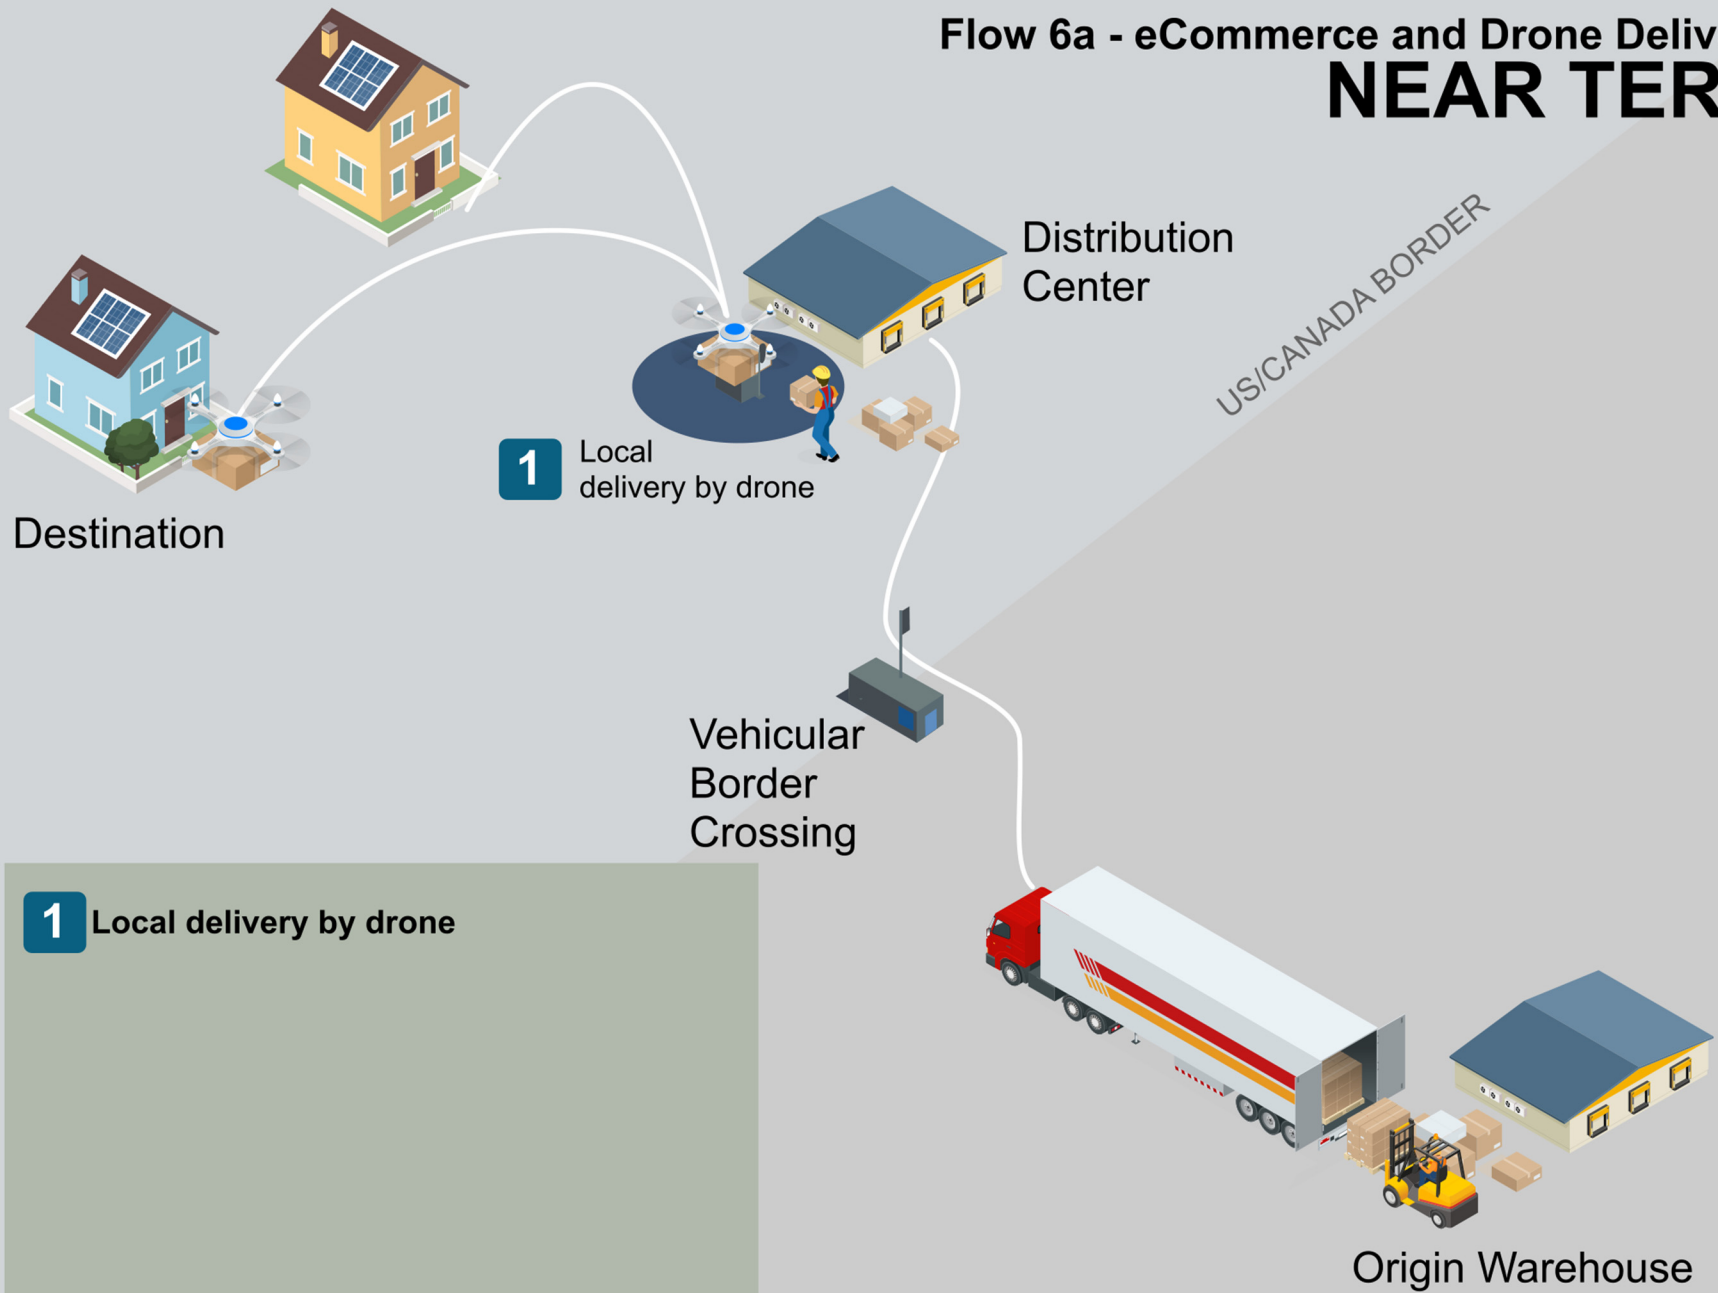 Flow 6a - eCommerce and Drone Deliv
NEAR TER
Distribution
Center
US/CANADA BORDER
1
Local
delivery by drone
Destination
Vehicular
Border
Crossing
1 Local delivery by drone
Origin Warehouse